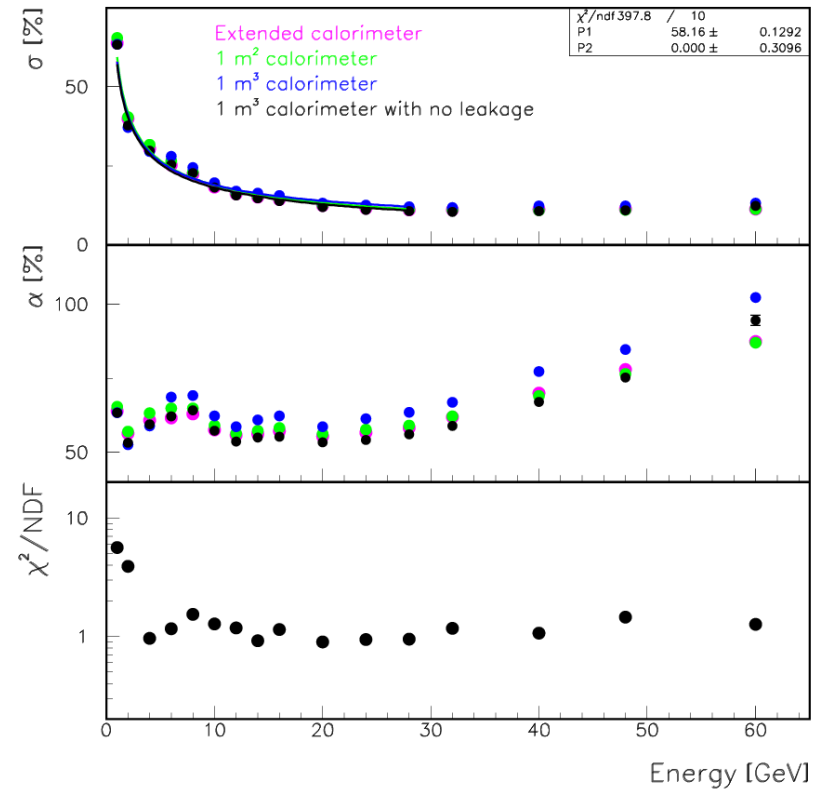 σ [%]
50
0
Extended calorimeter
1 m² calorimeter
1 m³ calorimeter
1 m³ calorimeter with no leakage
χ²/ndf 397.8 / 10
P1 58.16 ± 0.1292
P2 0.000 ± 0.3096
α [%]
100
50
χ²/NDF
10
1
0 10 20 30 40 50 60
Energy [GeV]